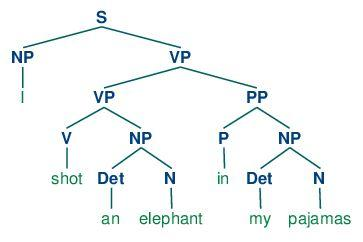 S
NP VP
I VP PP
V NP P NP
shot Det N in Det N
an elephant my pajamas